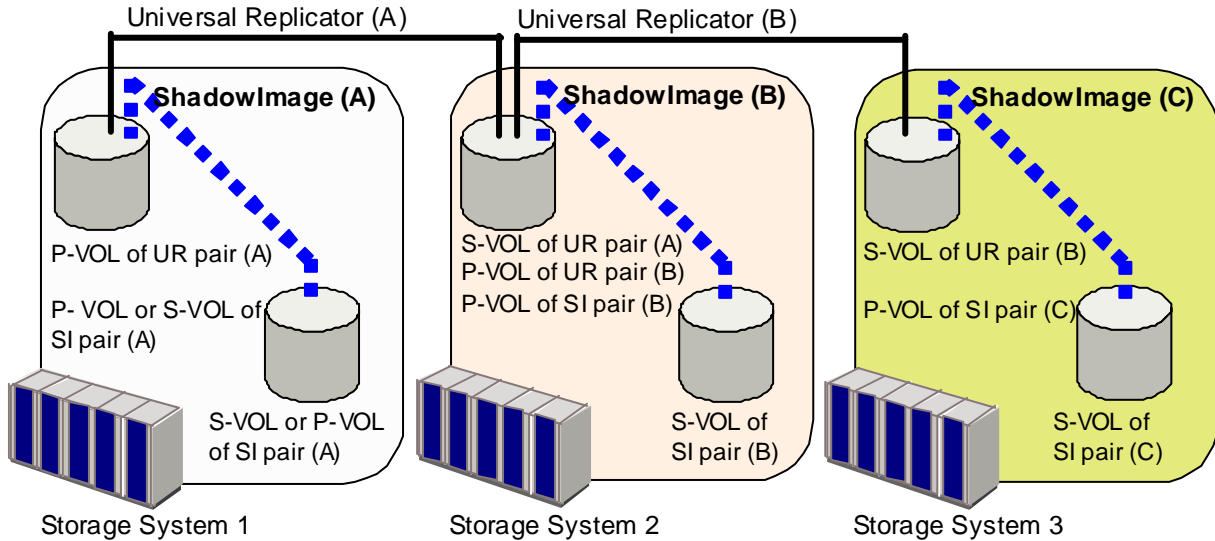 Universal Replicator (A)
Universal Replicator (B)
ShadowImage (A)
P-VOL of UR pair (A)
P- VOL or S-VOL of
SI pair (A)
S-VOL or P-VOL
of SI pair (A)
Storage System 1
ShadowImage (B)
S-VOL of UR pair (A)
P-VOL of UR pair (B)
P-VOL of SI pair (B)
S-VOL of
SI pair (B)
Storage System 2
ShadowImage (C)
S-VOL of UR pair (B)
P-VOL of SI pair (C)
S-VOL of
SI pair (C)
Storage System 3